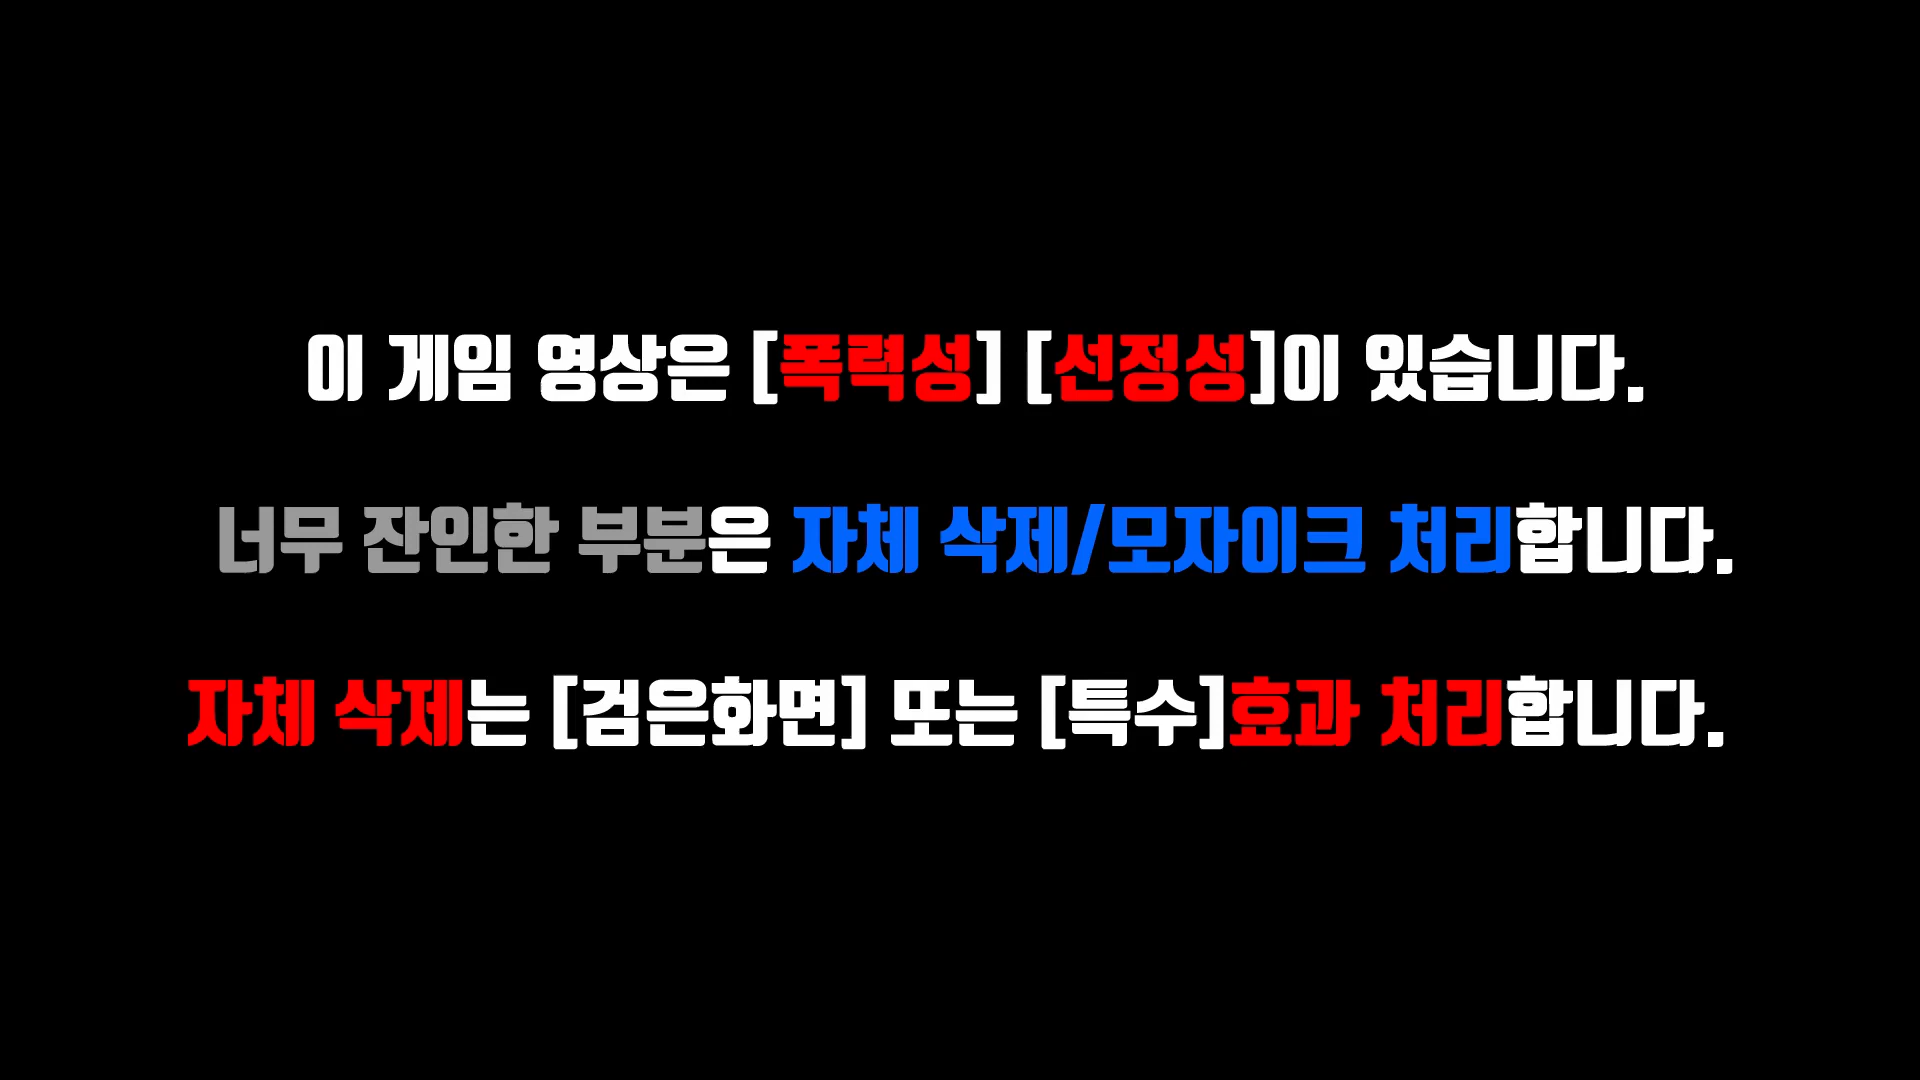 이 게임 영상은 [폭력성] [선정성]이 있습니다.
너무 잔인한 부분은 자체 삭제/모자이크 처리합니다.
자체 삭제는 [검은화면] 또는 [특수]효과 처리합니다.